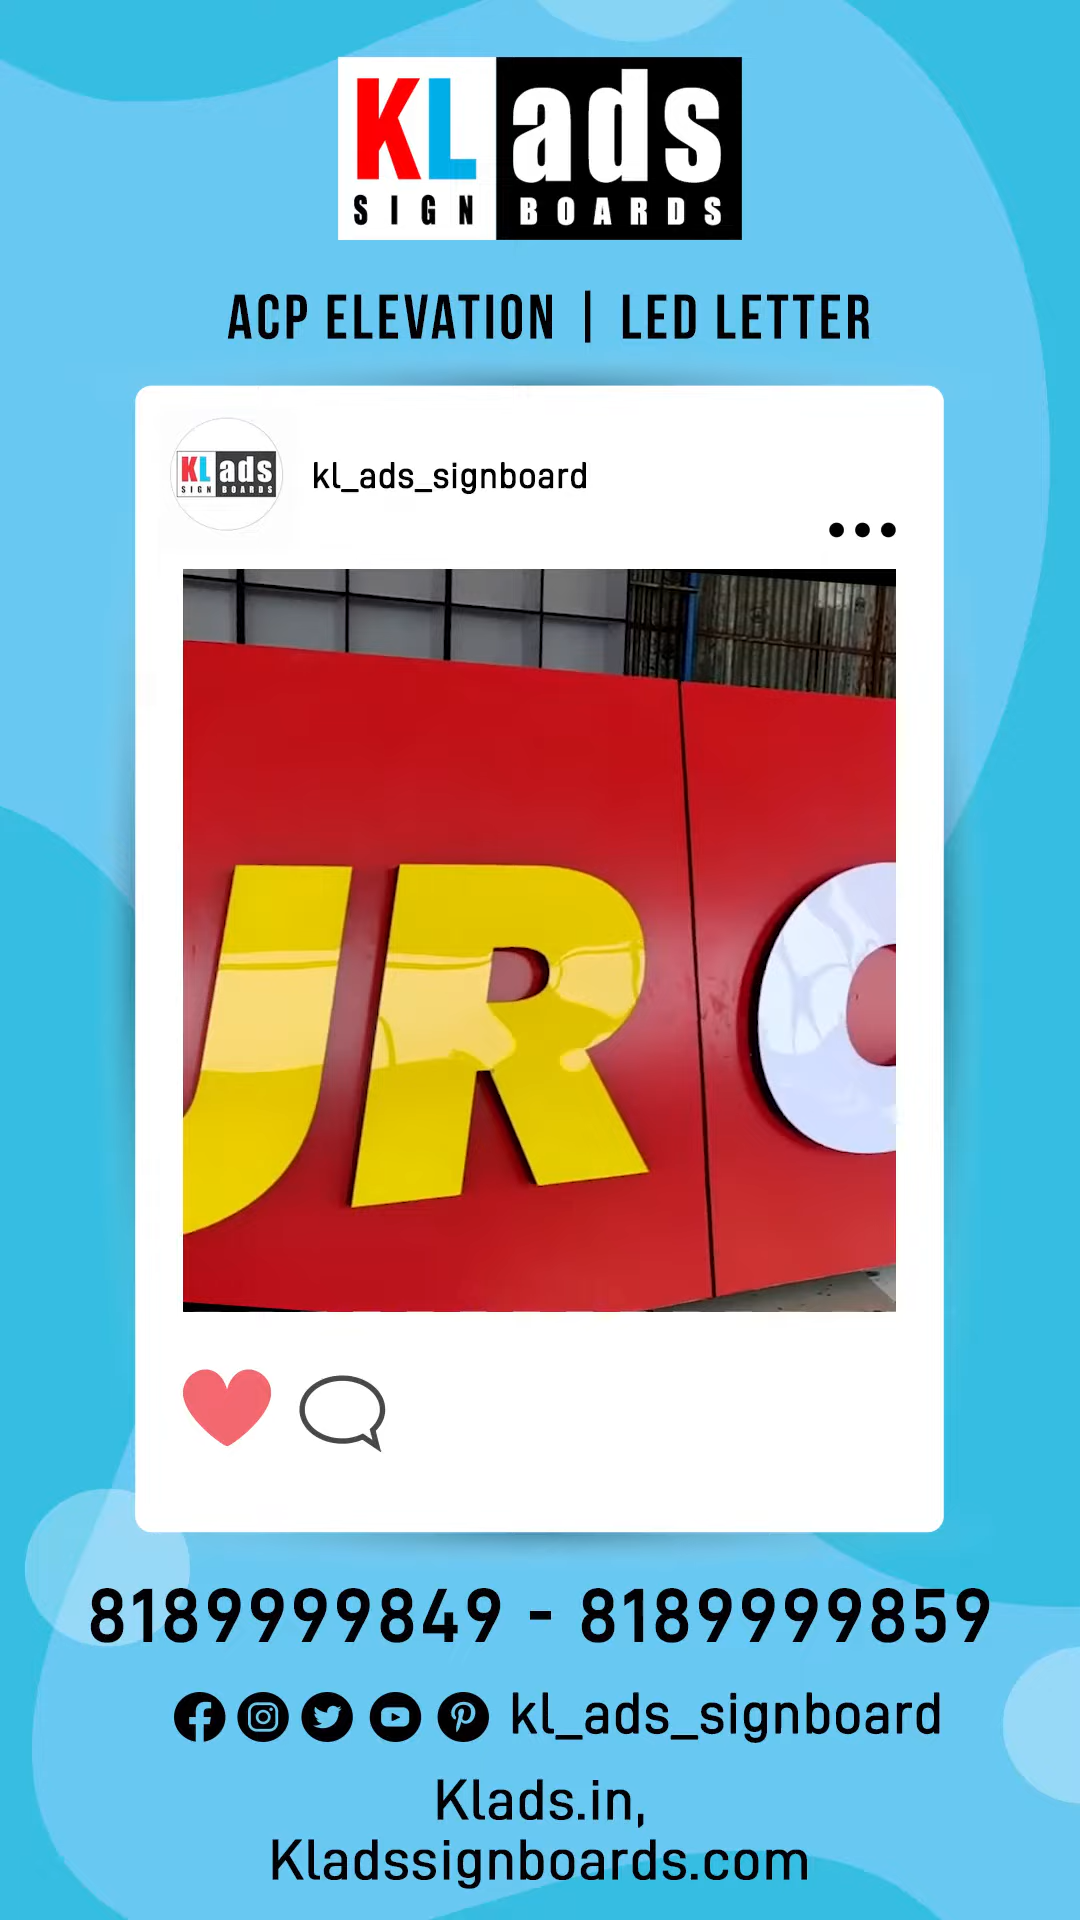 KL ads
SIGN BOARDS
ACP ELEVATION | LED LETTER
KL ads
SIGN BOARDS
kl_ads_signboard
UR
8189999849 - 8189999859
kl_ads_signboard
Klads.in,
Kladssignboards.com